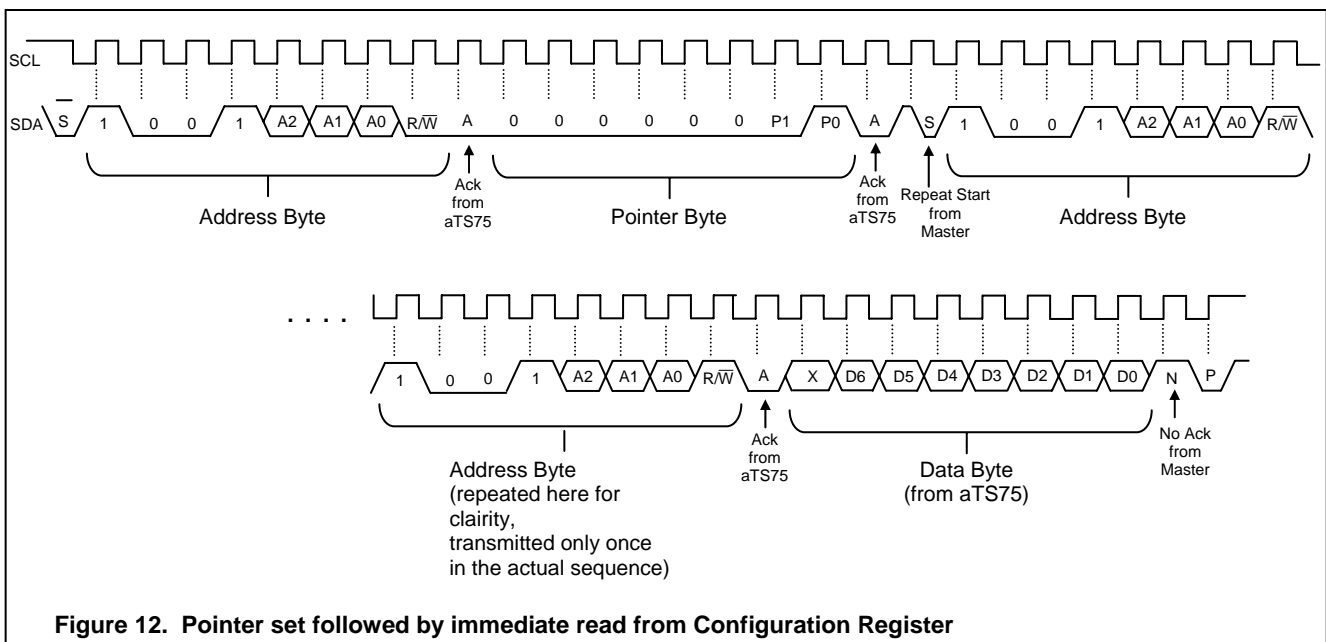 SCL
SDA S 1 0 0 1 A2 A1 A0 R/W A 0 0 0 0 0 0 P1 P0 A S 1 0 0 1 A2 A1 A0 R/W
Address Byte
Ack
from
aTS75
Pointer Byte
Ack
from
aTS75
Repeat Start
from
Master
Address Byte
. . . .
1 0 0 1 A2 A1 A0 R/W A X D6 D5 D4 D3 D2 D1 D0 N P
Address Byte
(repeated here for
clairity,
transmitted only once
in the actual sequence)
Ack
from
aTS75
Data Byte
(from aTS75)
No Ack
from
Master
Figure 12. Pointer set followed by immediate read from Configuration Register